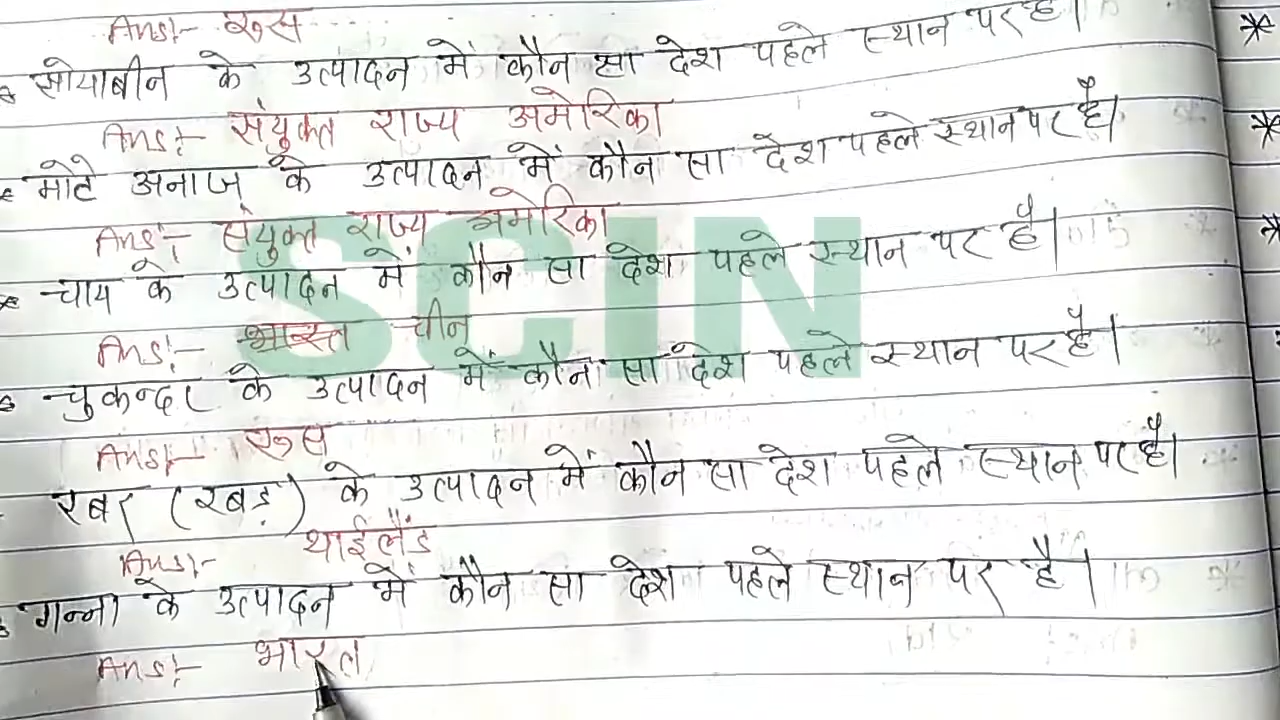 Ans:- रूस
सोयाबीन के उत्पादन में कौन सा देश पहले स्थान पर है।
Ans:- संयुक्त राज्य अमेरिका
मोटे अनाज के उत्पादन में कौन सा देश पहले स्थान पर है।
Ans:- संयुक्त राज्य अमेरिका
चाय के उत्पादन में कौन सा देश पहले स्थान पर है।
Ans:- भारत चीन
चुकन्दर के उत्पादन में कौन सा देश पहले स्थान पर है।
Ans:- रूस
रबर (रबड़) के उत्पादन में कौन सा देश पहले स्थान पर है।
Ans:- थाईलैंड
गन्ना के उत्पादन में कौन सा देश पहले स्थान पर है।
Ans:- भारत
SCIN